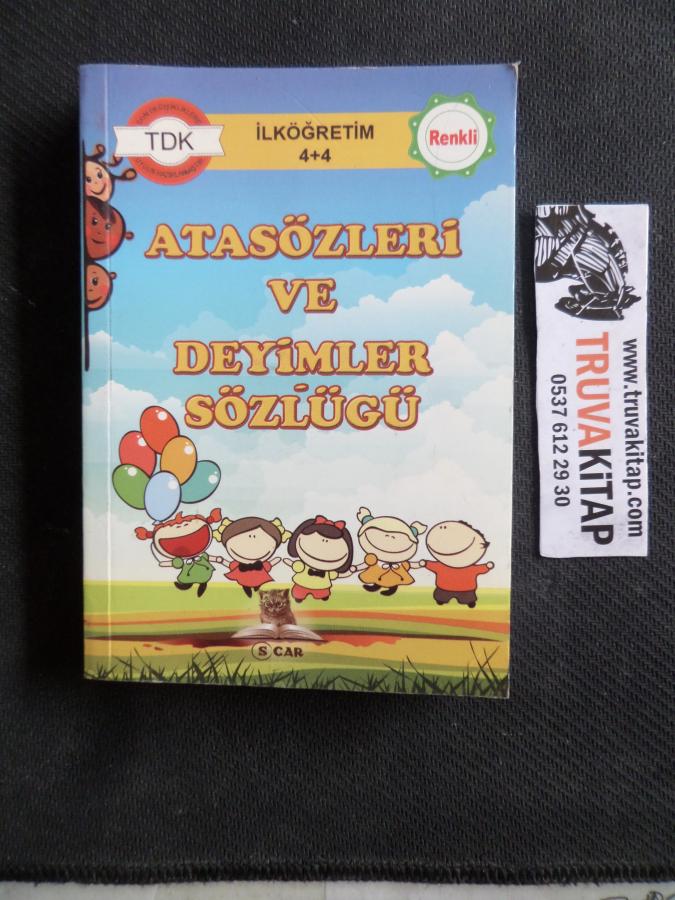 TDK
İLKÖĞRETİM
4+4
Renkli
ATASÖZLERİ
VE
DEYİMLER
SÖZLÜĞÜ
S CAR
www.truvakitap.com
TRUVAKİTAP
0537 612 29 30